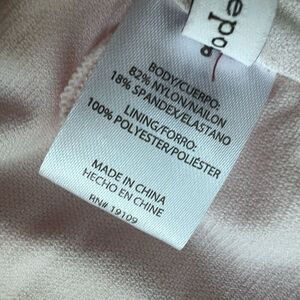 BODY/CUERPO:
82% NYLON/NAILON
18% SPANDEX/ELASTANO
LINING/FORRO:
100% POLYESTER/POLIÉSTER
MADE IN CHINA
HECHO EN CHINE
RN# 19109